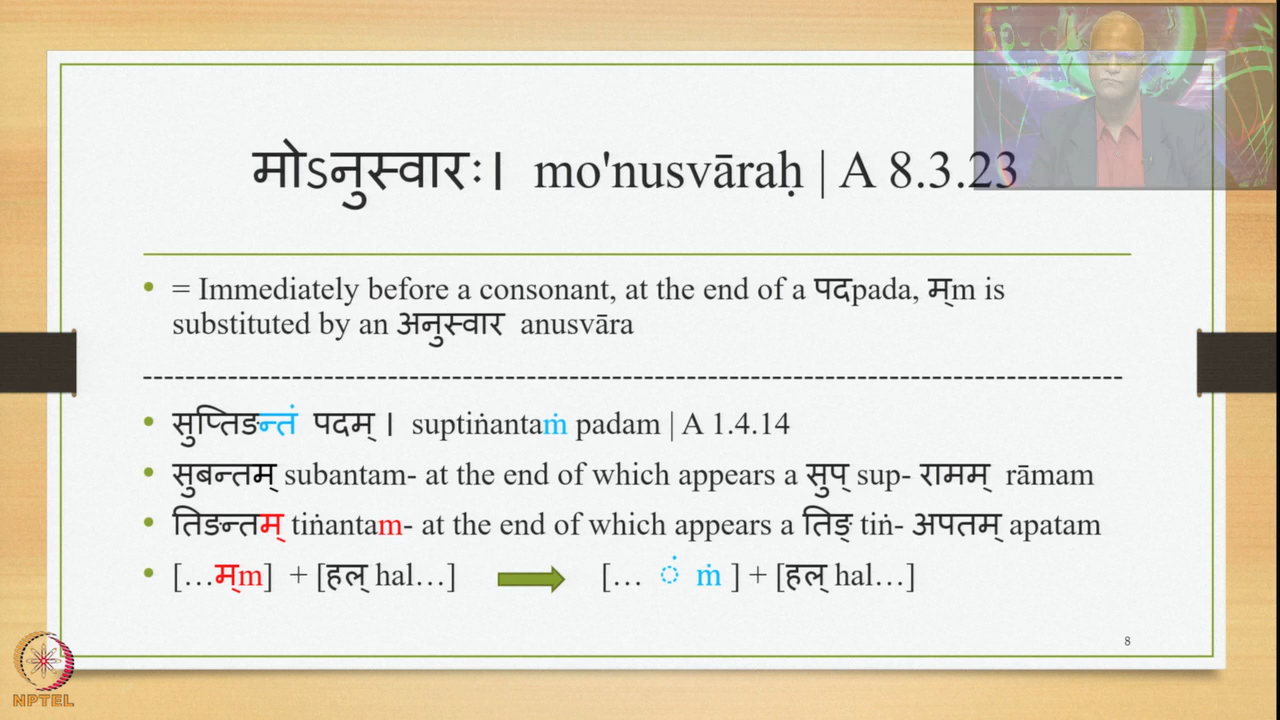 मोऽनुस्वारः। mo'nusvāraḥ | A 8.3.23
• = Immediately before a consonant, at the end of a पदpada, म्m is
substituted by an अनुस्वार anusvāra
--------------------------------------------------------------------------------
• सुप्तिङन्तं पदम् । suptiṅantaṁ padam | A 1.4.14
• सुबन्तम् subantam- at the end of which appears a सुप् sup- रामम् rāmam
• तिङन्तम् tiṅantam- at the end of which appears a तिङ् tiṅ- अपतम् apatam
• […म्m] + [हल् hal…] [… ं ṁ ] + [हल् hal…]
8
NPTEL